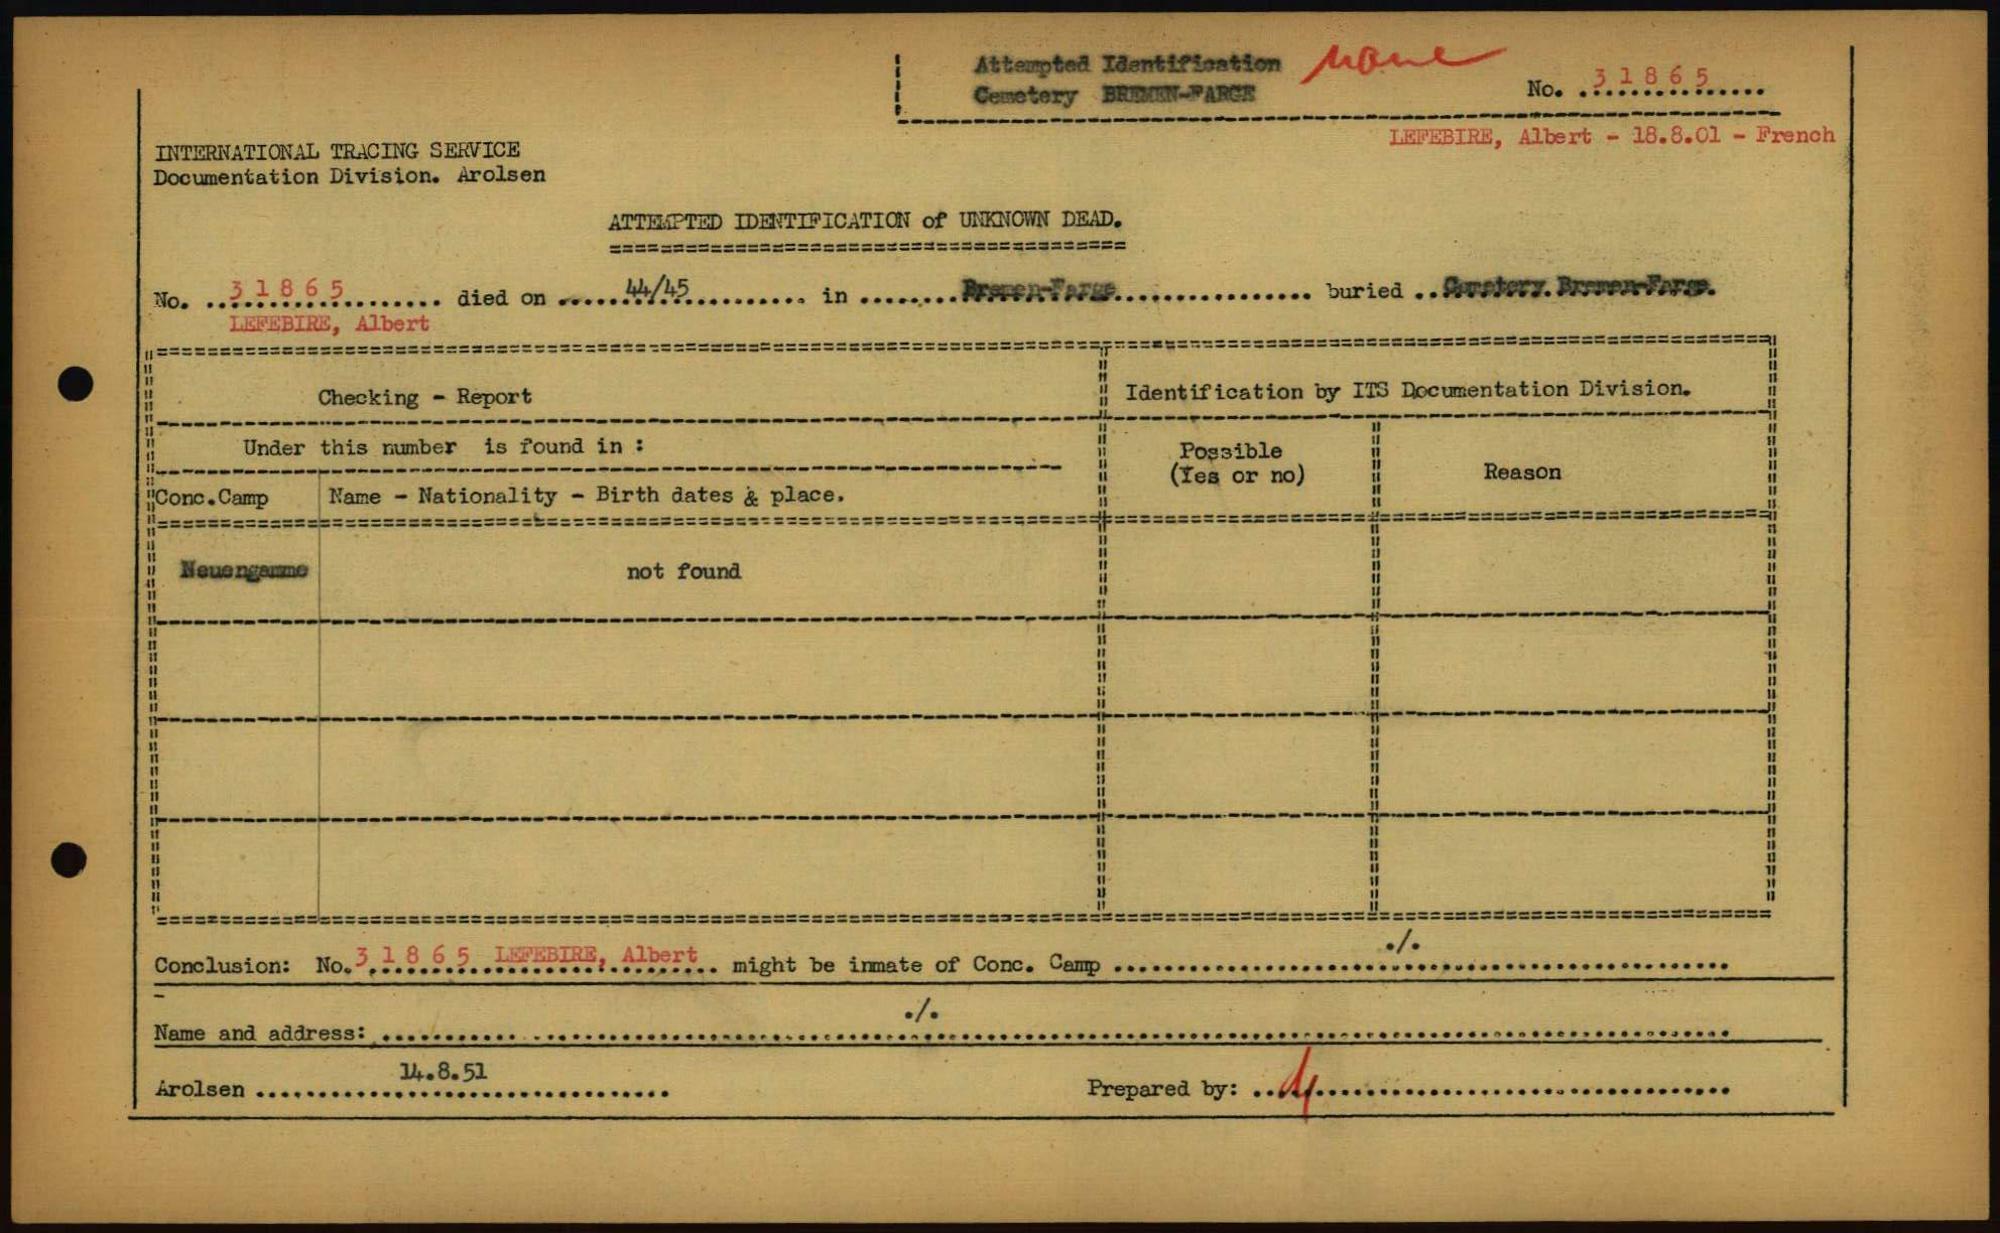 Attempted Identification none
Cemetery BREMEN-FARGE No. 31865
LEFEBIRE, Albert - 18.8.01 - French
INTERNATIONAL TRACING SERVICE
Documentation Division. Arolsen
ATTEMPTED IDENTIFICATION of UNKNOWN DEAD.
No. 31865 died on 44/45 in Bremen-Farge buried Cemetery Bremen-Farge.
LEFEBIRE, Albert
Checking - Report
Identification by ITS Documentation Division.
Under this number is found in :
Possible
(Yes or no)
Reason
Conc.Camp Name - Nationality - Birth dates & place.
Neuengamme not found
Conclusion: No. 31865 LEFEBIRE, Albert might be inmate of Conc. Camp ./.
Name and address: ./.
Arolsen 14.8.51 Prepared by: